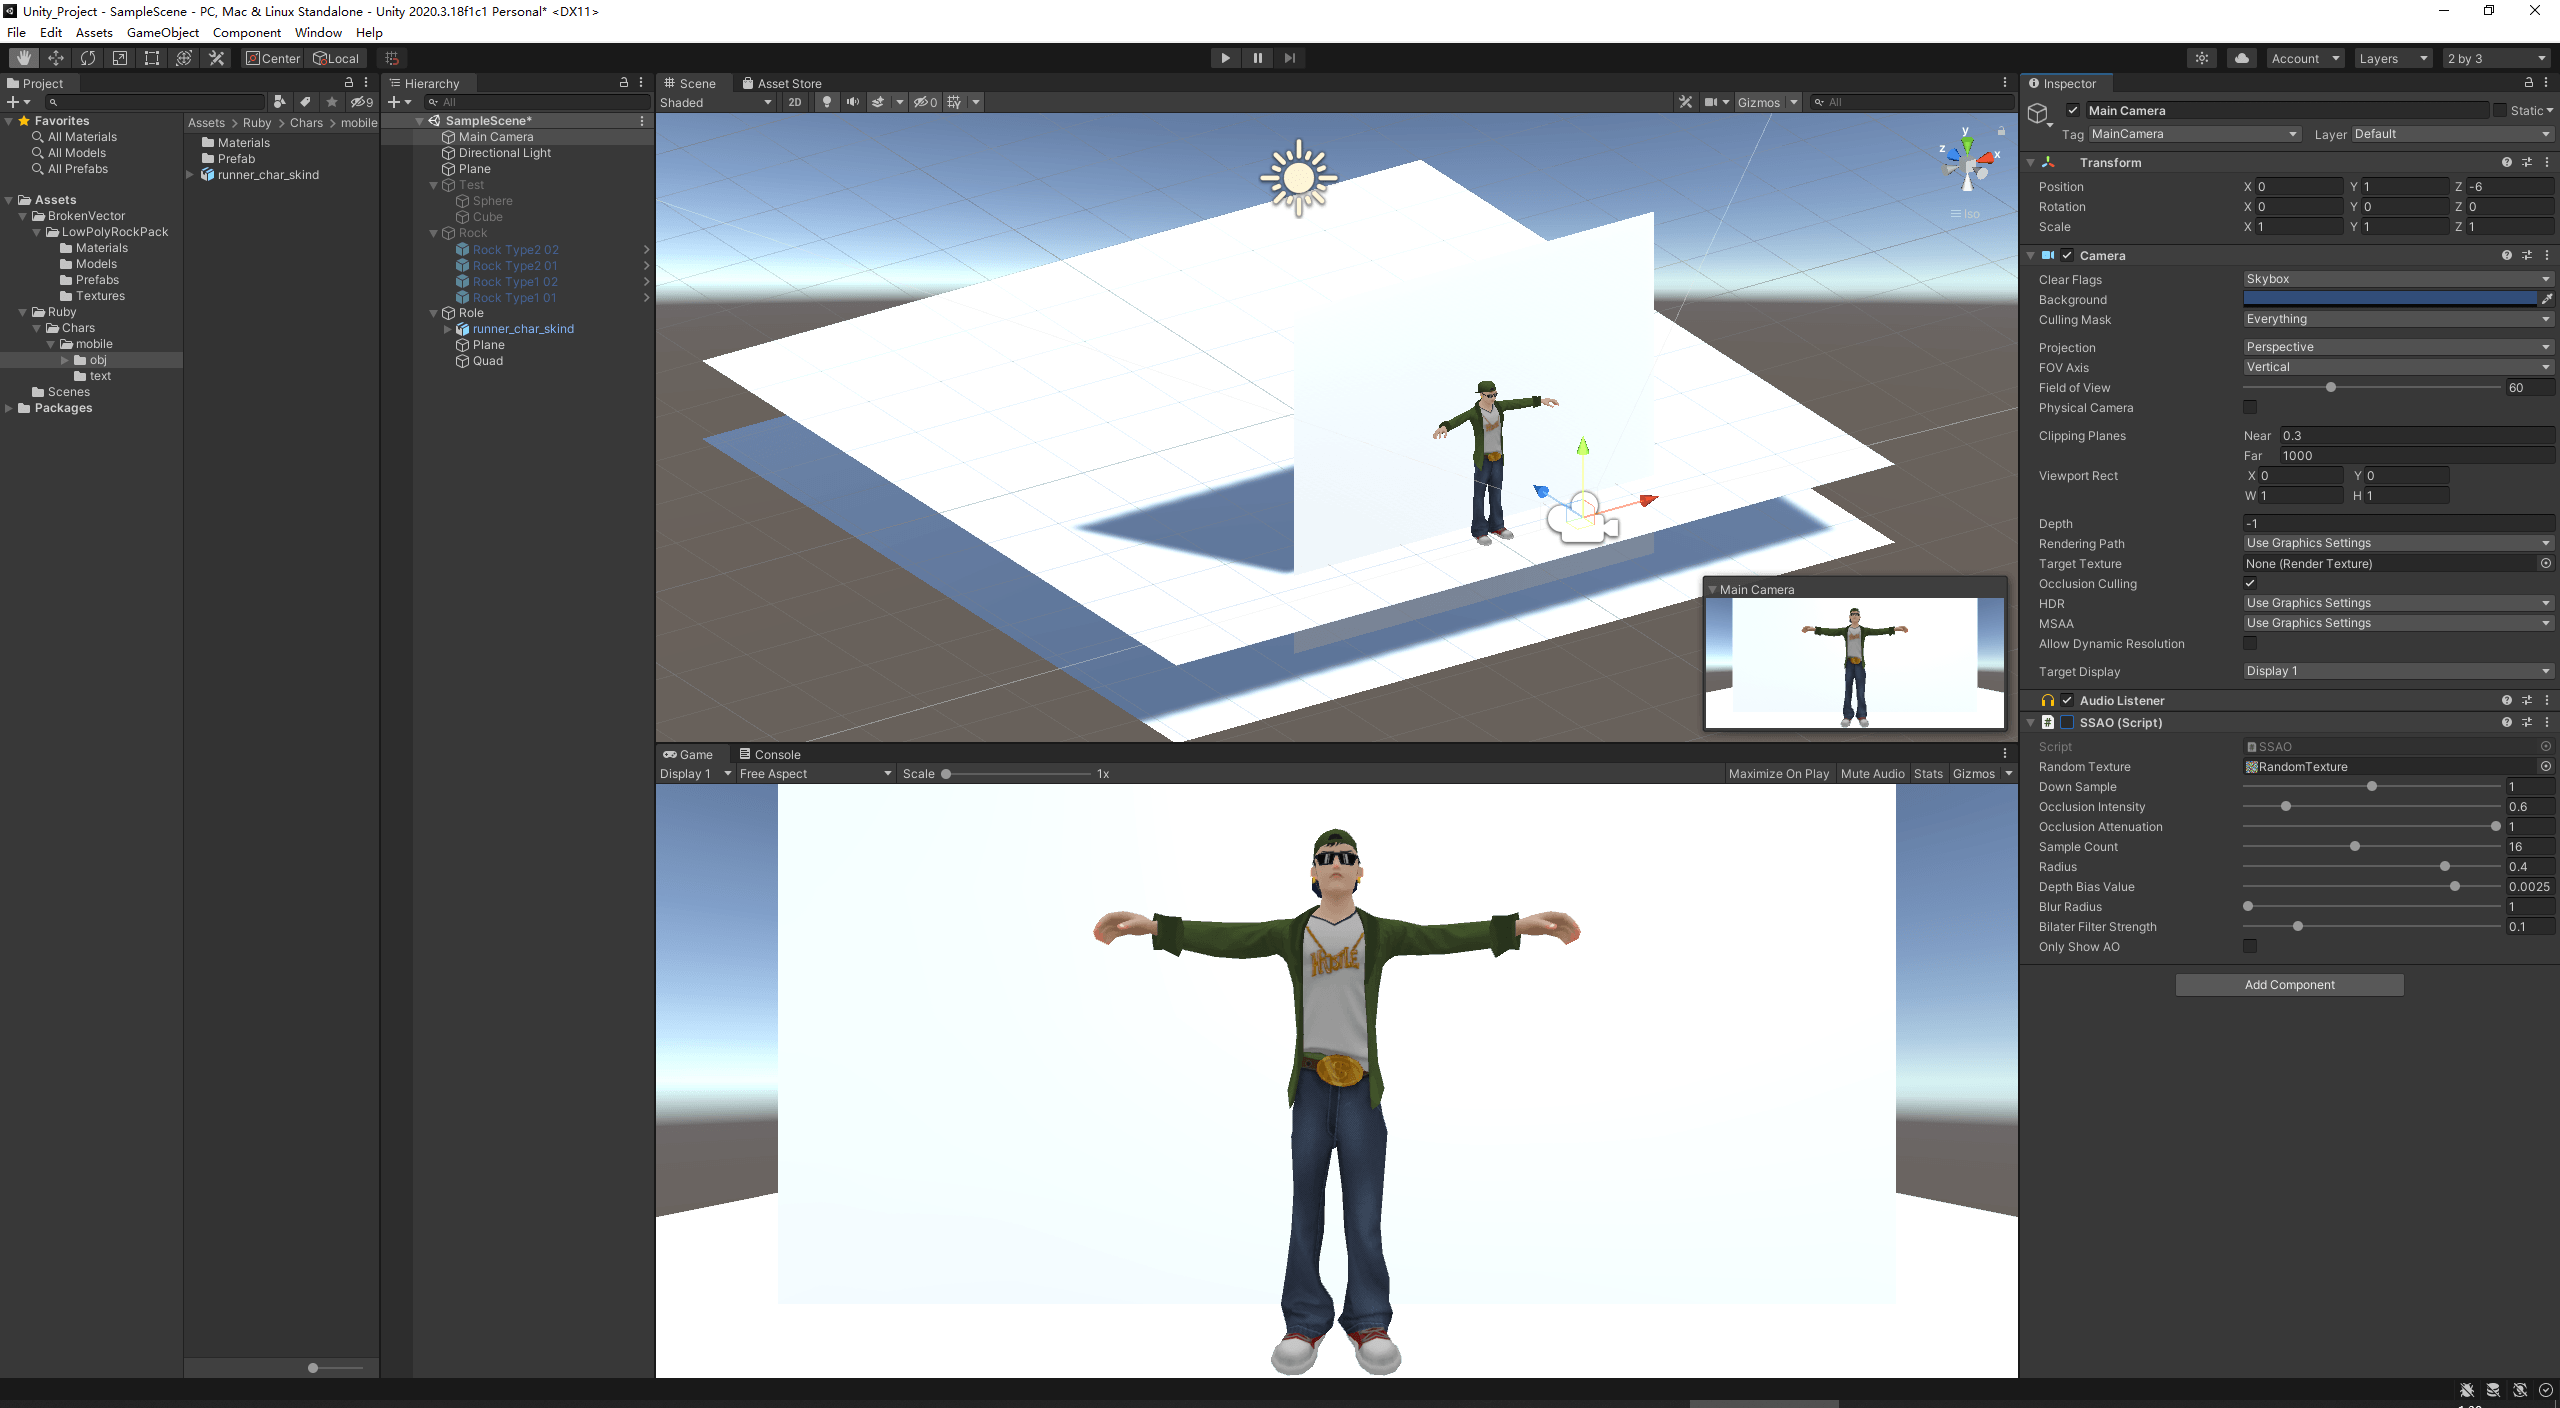 Unity_Project - SampleScene - PC, Mac & Linux Standalone - Unity 2020.3.18f1c1 Personal* <DX11>
File Edit Assets GameObject Component Window Help
Center Local
Account Layers 2 by 3
Project
9
Favorites
All Materials
All Models
All Prefabs
Assets
BrokenVector
LowPolyRockPack
Materials
Models
Prefabs
Textures
Ruby
Chars
mobile
obj
text
Scenes
Packages
Assets > Ruby > Chars > mobile
Materials
Prefab
runner_char_skind
Hierarchy
All
SampleScene*
Main Camera
Directional Light
Plane
Test
Sphere
Cube
Rock
Rock Type2 02
Rock Type2 01
Rock Type1 02
Rock Type1 01
Role
runner_char_skind
Plane
Quad
Scene Asset Store
Shaded 2D 0 Gizmos All
y
z x
Iso
Main Camera
Game Console
Display 1 Free Aspect Scale 1x Maximize On Play Mute Audio Stats Gizmos
HUSTLE
Inspector
Main Camera Static
Tag MainCamera Layer Default
Transform
Position X 0 Y 1 Z -6
Rotation X 0 Y 0 Z 0
Scale X 1 Y 1 Z 1
Camera
Clear Flags Skybox
Background
Culling Mask Everything
Projection Perspective
FOV Axis Vertical
Field of View 60
Physical Camera
Clipping Planes Near 0.3
Far 1000
Viewport Rect X 0 Y 0
W 1 H 1
Depth -1
Rendering Path Use Graphics Settings
Target Texture None (Render Texture)
Occlusion Culling
HDR Use Graphics Settings
MSAA Use Graphics Settings
Allow Dynamic Resolution
Target Display Display 1
Audio Listener
# SSAO (Script)
Script SSAO
Random Texture RandomTexture
Down Sample 1
Occlusion Intensity 0.6
Occlusion Attenuation 1
Sample Count 16
Radius 0.4
Depth Bias Value 0.0025
Blur Radius 1
Bilater Filter Strength 0.1
Only Show AO
Add Component